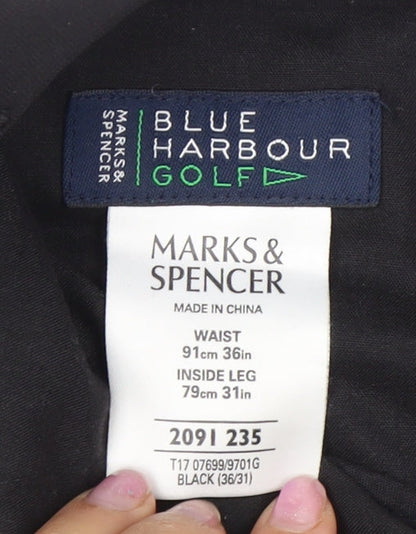 MARKS &
SPENCER
BLUE
HARBOUR
GOLF
MARKS &
SPENCER
MADE IN CHINA
WAIST
91cm 36in
INSIDE LEG
79cm 31in
2091 235
T17 07699/9701G
BLACK (36/31)